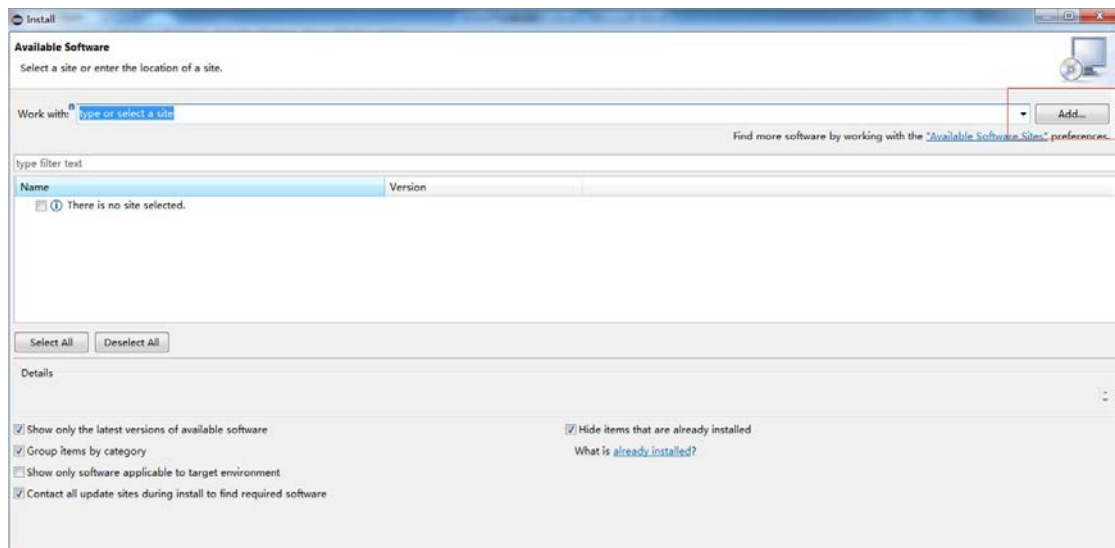 Install
Available Software
Select a site or enter the location of a site.
Work with: type or select a site Add...
Find more software by working with the "Available Software Sites" preferences.
type filter text
Name Version
There is no site selected.
Select All Deselect All
Details
Show only the latest versions of available software Hide items that are already installed
Group items by category What is already installed?
Show only software applicable to target environment
Contact all update sites during install to find required software